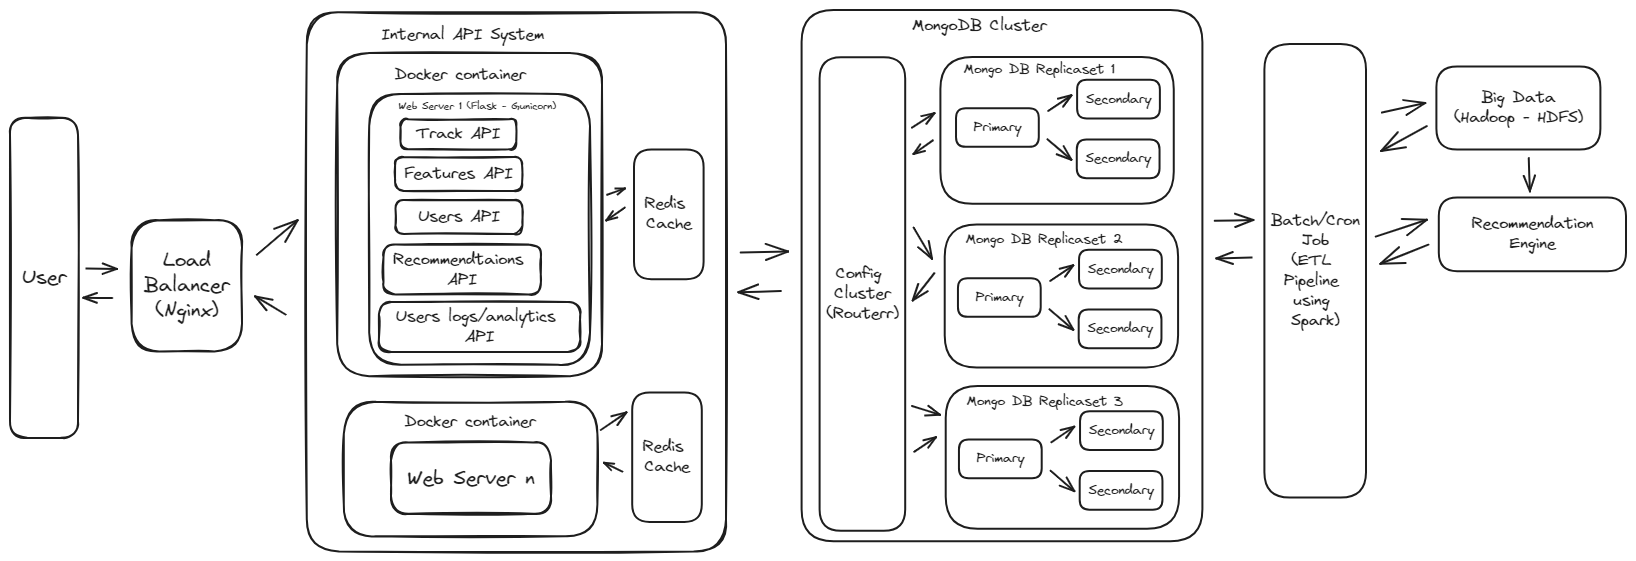 User
Load
Balancer
(Nginx)
Internal API System
Docker container
Web Server 1 (Flask - Gunicorn)
Track API
Features API
Users API
Recommendtaions
API
Users logs/analytics
API
Redis
Cache
Docker container
Web Server n
Redis
Cache
MongoDB Cluster
Config
Cluster
(Routerr)
Mongo DB Replicaset 1
Primary
Secondary
Secondary
Mongo DB Replicaset 2
Primary
Secondary
Secondary
Mongo DB Replicaset 3
Primary
Secondary
Secondary
Batch/Cron
Job
(ETL
Pipeline
using
Spark)
Big Data
(Hadoop - HDFS)
Recommendation
Engine